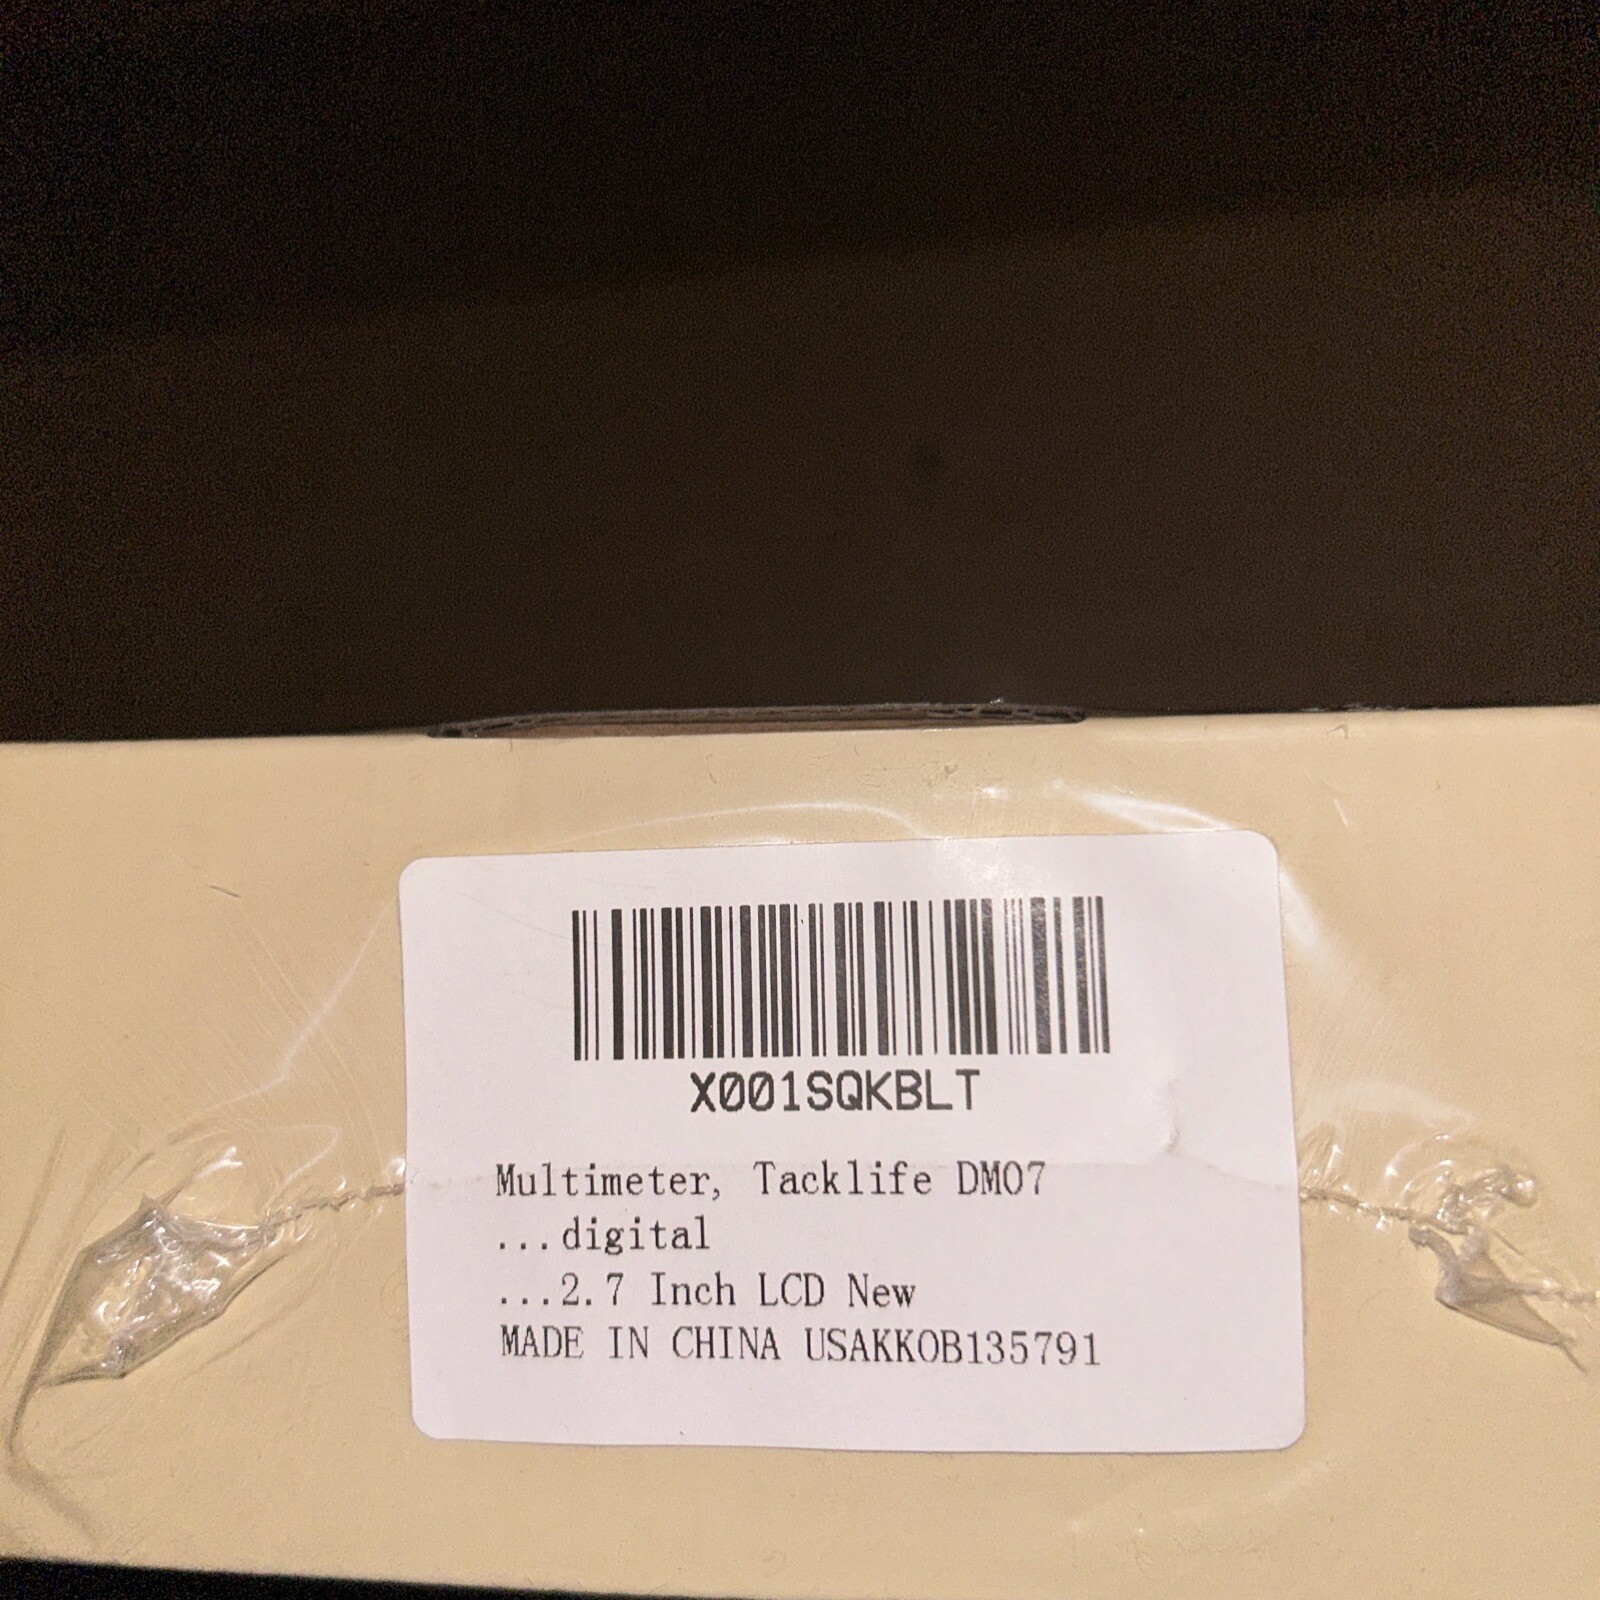 X001SQKBLT
Multimeter, Tacklife DM07
...digital
...2.7 Inch LCD New
MADE IN CHINA USAKKOB135791